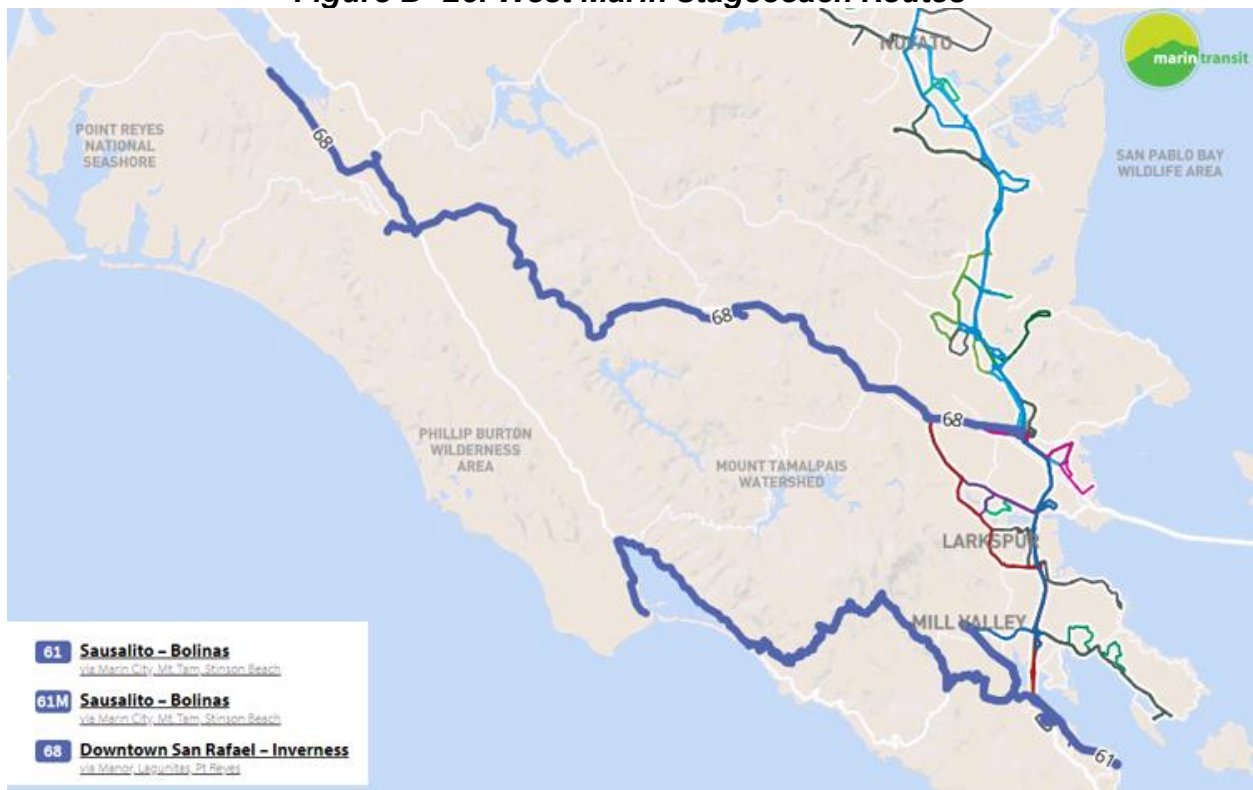 Figure B- 26: West Marin Stagecoach Routes
NOVATO
marin transit
POINT REYES
NATIONAL
SEASHORE
68
SAN PABLO BAY
WILDLIFE AREA
68
68
PHILLIP BURTON
WILDERNESS
AREA
MOUNT TAMALPAIS
WATERSHED
LARKSPUR
MILL VALLEY
61 Sausalito – Bolinas
via Marin City, Mt. Tam, Stinson Beach
61M Sausalito – Bolinas
via Marin City, Mt. Tam, Stinson Beach
68 Downtown San Rafael – Inverness
via Manor, Lagunitas, Pt Reyes
61